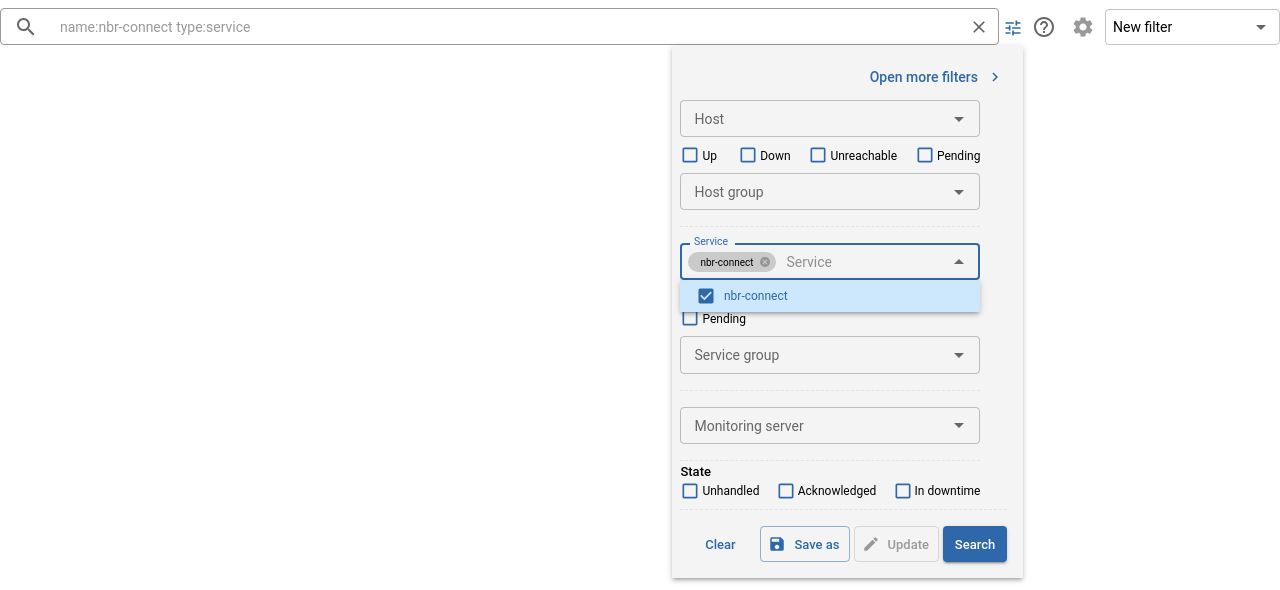 name:nbr-connect type:service
New filter
Open more filters
Host
Up Down Unreachable Pending
Host group
Service
nbr-connect Service
nbr-connect
Pending
Service group
Monitoring server
State
Unhandled Acknowledged In downtime
Clear Save as Update Search